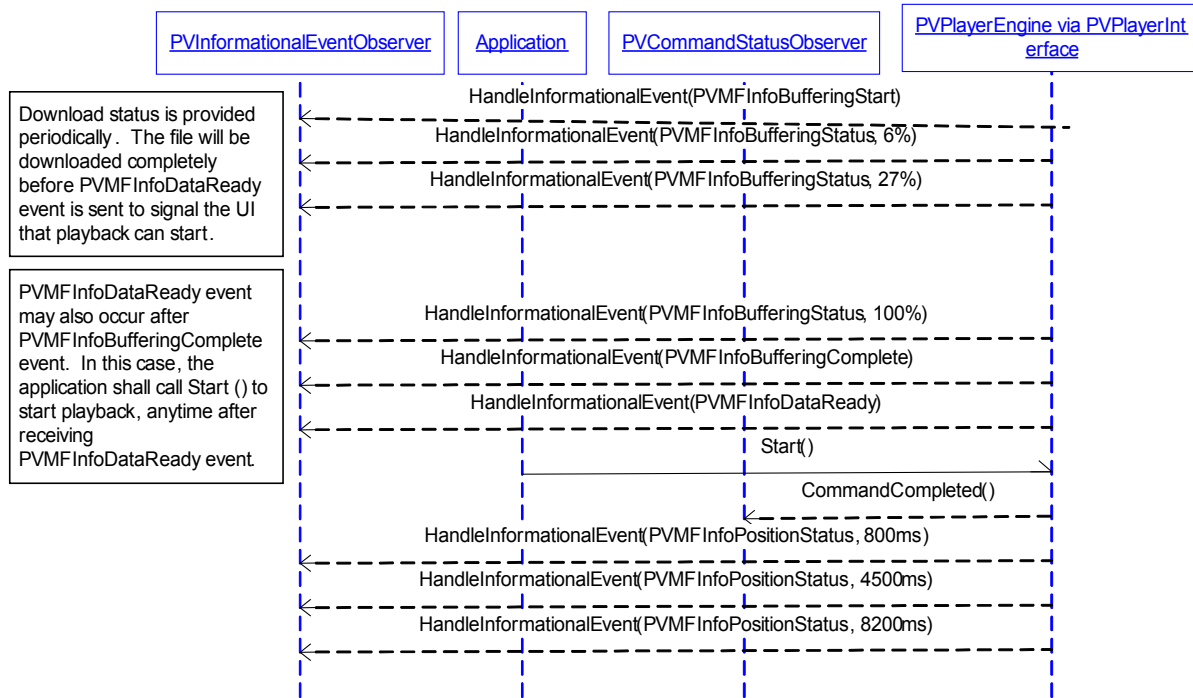 PVInformationalEventObserver
Application
PVCommandStatusObserver
PVPlayerEngine via PVPlayerInt
erface
Download status is provided
periodically. The file will be
downloaded completely
before PVMFInfoDataReady
event is sent to signal the UI
that playback can start.
HandleInformationalEvent(PVMFInfoBufferingStart)
HandleInformationalEvent(PVMFInfoBufferingStatus, 6%)
HandleInformationalEvent(PVMFInfoBufferingStatus, 27%)
PVMFInfoDataReady event
may also occur after
PVMFInfoBufferingComplete
event. In this case, the
application shall call Start () to
start playback, anytime after
receiving
PVMFInfoDataReady event.
HandleInformationalEvent(PVMFInfoBufferingStatus, 100%)
HandleInformationalEvent(PVMFInfoBufferingComplete)
HandleInformationalEvent(PVMFInfoDataReady)
Start()
CommandCompleted()
HandleInformationalEvent(PVMFInfoPositionStatus, 800ms)
HandleInformationalEvent(PVMFInfoPositionStatus, 4500ms)
HandleInformationalEvent(PVMFInfoPositionStatus, 8200ms)